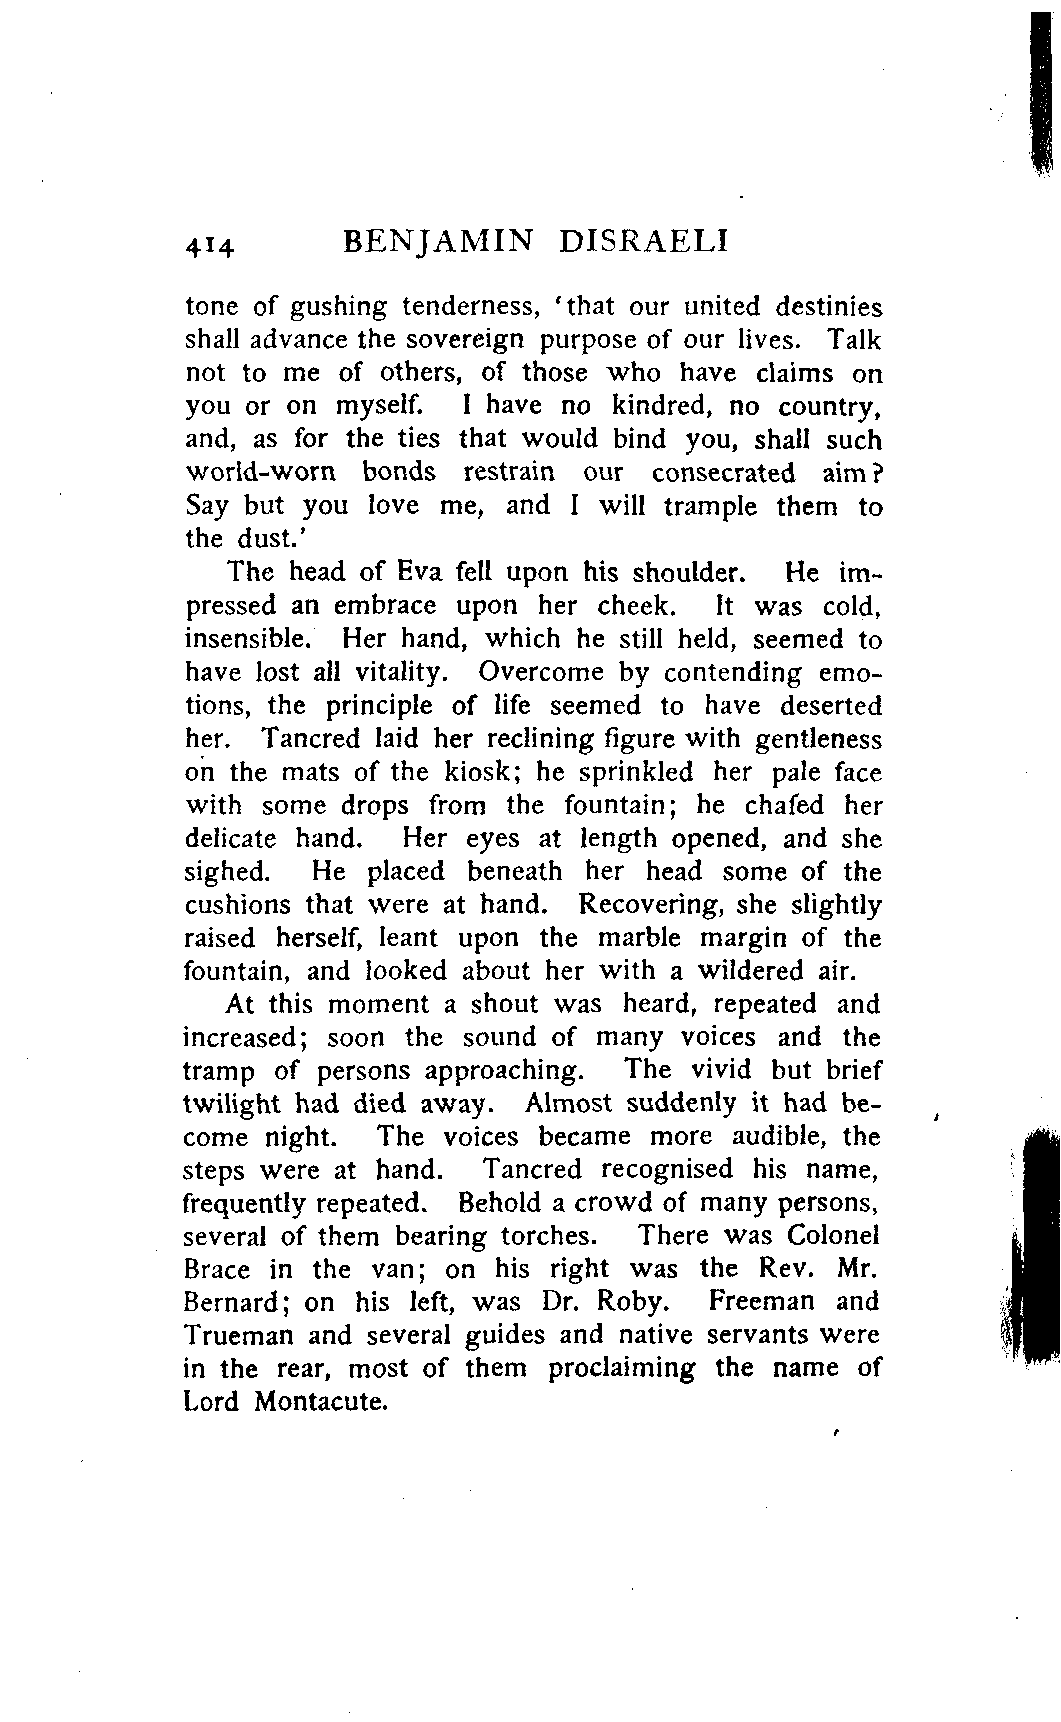 414 BENJAMIN DISRAELI
tone of gushing tenderness, 'that our united destinies
shall advance the sovereign purpose of our lives. Talk
not to me of others, of those who have claims on
you or on myself. I have no kindred, no country,
and, as for the ties that would bind you, shall such
world-worn bonds restrain our consecrated aim?
Say but you love me, and I will trample them to
the dust.'
The head of Eva fell upon his shoulder. He im-
pressed an embrace upon her cheek. It was cold,
insensible. Her hand, which he still held, seemed to
have lost all vitality. Overcome by contending emo-
tions, the principle of life seemed to have deserted
her. Tancred laid her reclining figure with gentleness
on the mats of the kiosk; he sprinkled her pale face
with some drops from the fountain; he chafed her
delicate hand. Her eyes at length opened, and she
sighed. He placed beneath her head some of the
cushions that were at hand. Recovering, she slightly
raised herself, leant upon the marble margin of the
fountain, and looked about her with a wildered air.
At this moment a shout was heard, repeated and
increased; soon the sound of many voices and the
tramp of persons approaching. The vivid but brief
twilight had died away. Almost suddenly it had be-
come night. The voices became more audible, the
steps were at hand. Tancred recognised his name,
frequently repeated. Behold a crowd of many persons,
several of them bearing torches. There was Colonel
Brace in the van; on his right was the Rev. Mr.
Bernard; on his left, was Dr. Roby. Freeman and
Trueman and several guides and native servants were
in the rear, most of them proclaiming the name of
Lord Montacute.